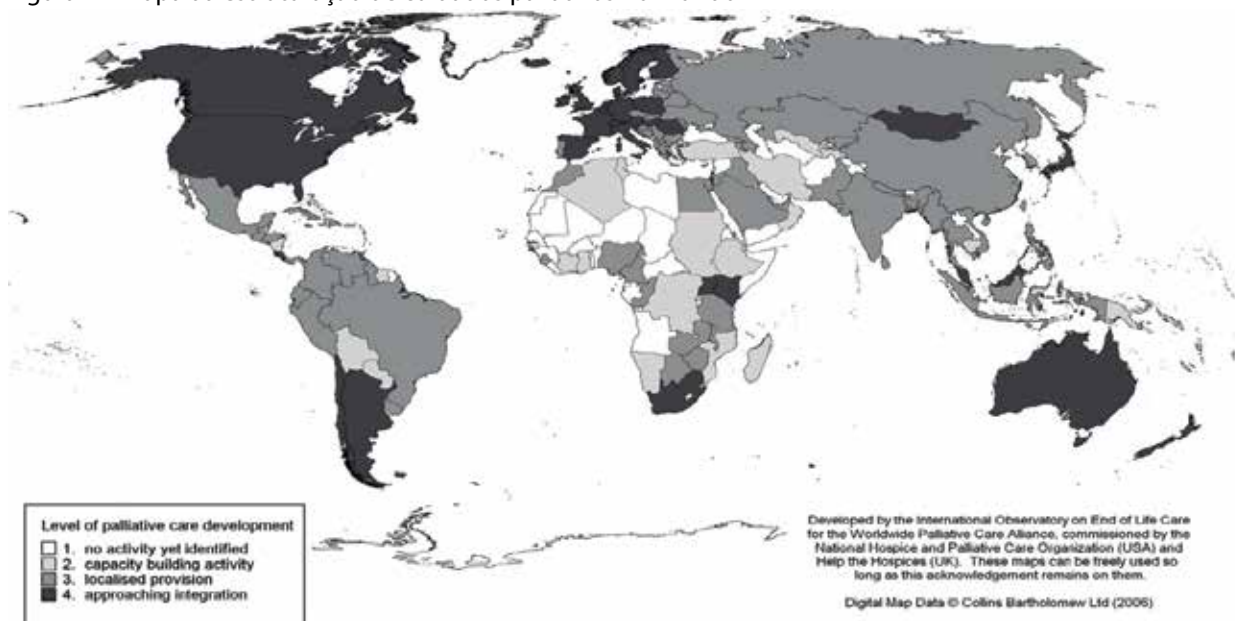 Level of palliative care development
1. no activity yet identified
2. capacity building activity
3. localised provision
4. approaching integration
Developed by the International Observatory on End of Life Care
for the Worldwide Palliative Care Alliance, commissioned by the
National Hospice and Palliative Care Organization (USA) and
Help the Hospices (UK). These maps can be freely used so
long as this acknowledgement remains on them.
Digital Map Data © Collins Bartholomew Ltd (2006)